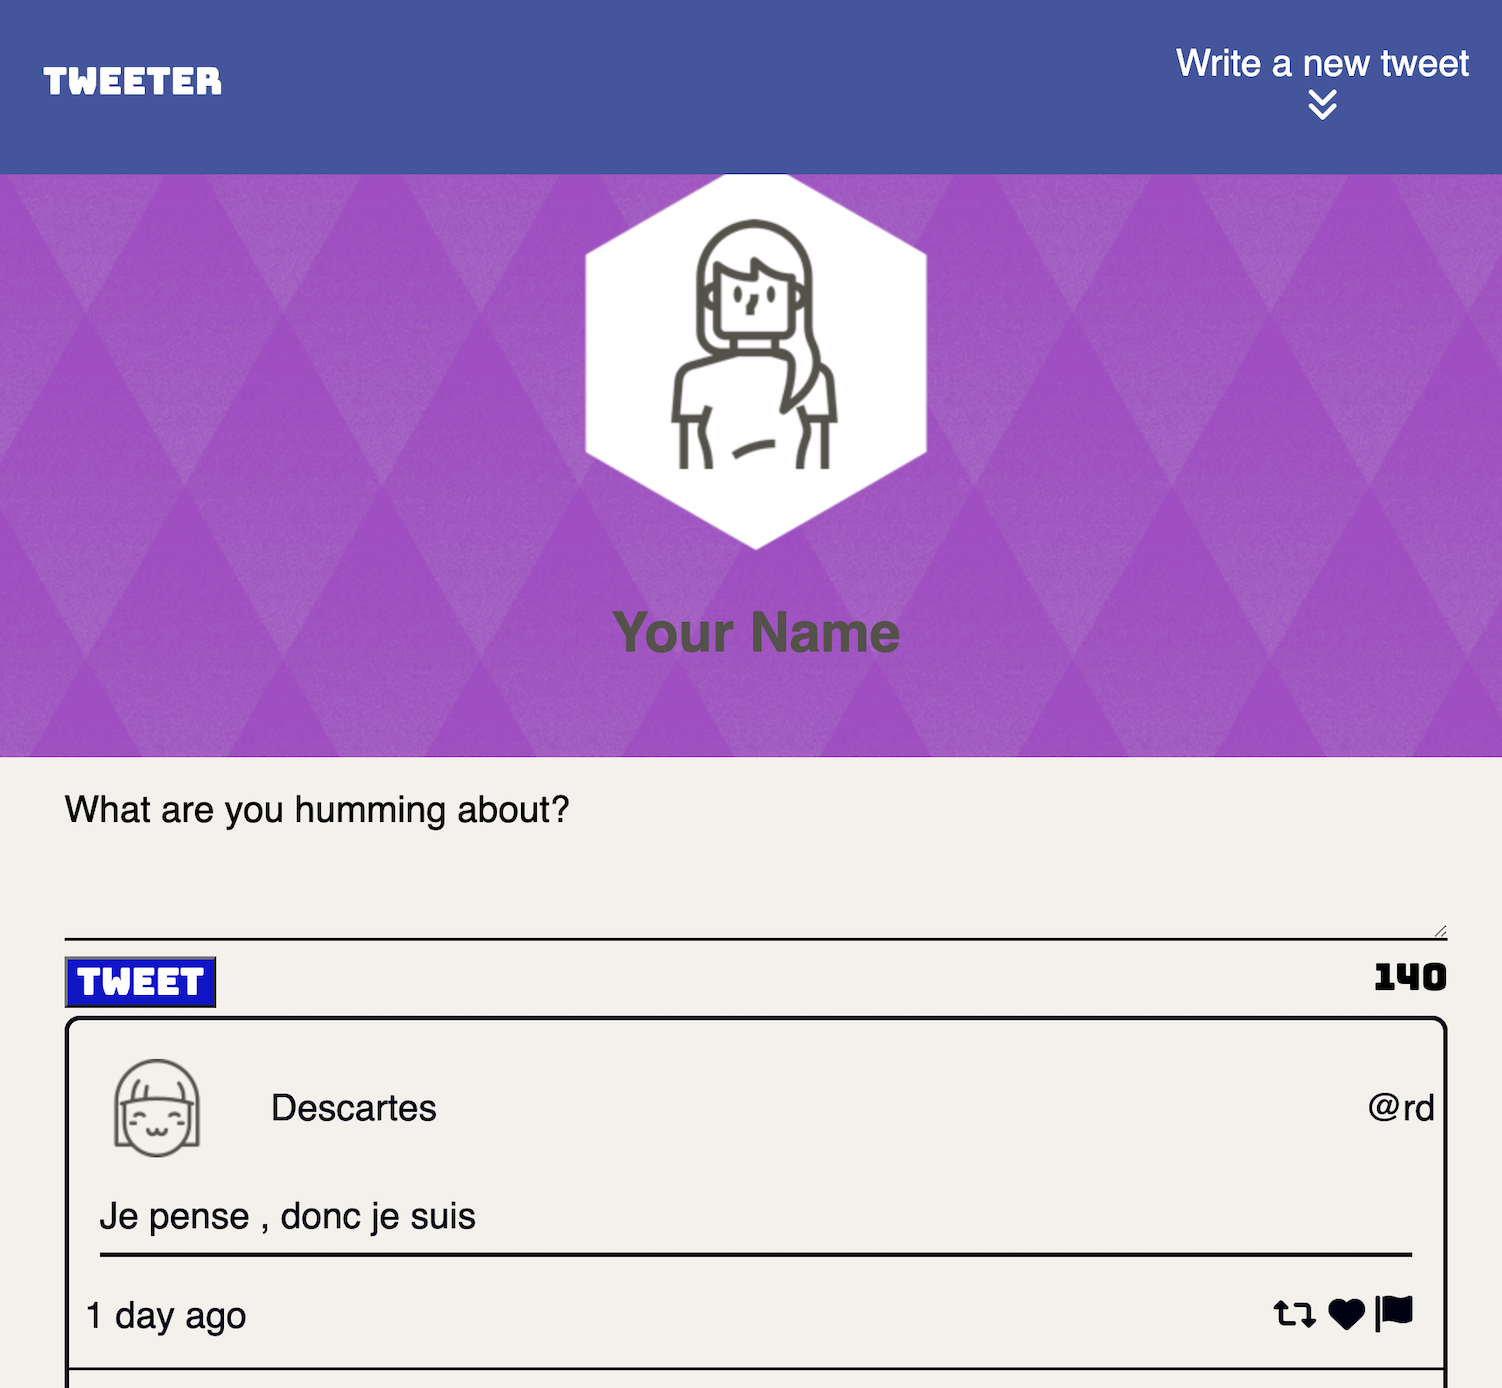 TWEETER
Write a new tweet
Your Name
What are you humming about?
TWEET
140
Descartes
@rd
Je pense , donc je suis
1 day ago